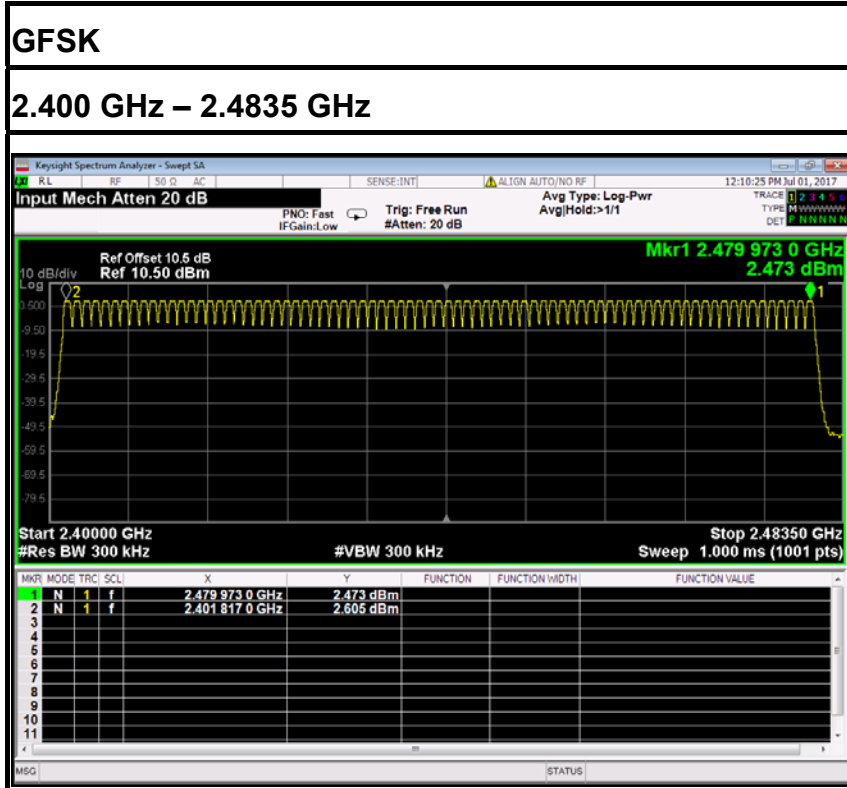 GFSK
2.400 GHz – 2.4835 GHz
Keysight Spectrum Analyzer - Swept SA
RL RF 50 Ω AC SENSE:INT ALIGN AUTO/NO RF 12:10:25 PM Jul 01, 2017
Input Mech Atten 20 dB
PNO: Fast
IFGain:Low
Trig: Free Run
#Atten: 20 dB
Avg Type: Log-Pwr
Avg|Hold:>1/1
TRACE 1 2 3 4 5 6
TYPE M WWWWW
DET P N N N N N
Ref Offset 10.5 dB
10 dB/div Ref 10.50 dBm
Mkr1 2.479 973 0 GHz
2.473 dBm
Log
2
1
0.500
-9.50
-19.5
-29.5
-39.5
-49.5
-59.5
-69.5
-79.5
Start 2.40000 GHz
Stop 2.48350 GHz
#Res BW 300 kHz
#VBW 300 kHz
Sweep 1.000 ms (1001 pts)
MKR MODE TRC SCL X Y FUNCTION FUNCTION WIDTH FUNCTION VALUE
1 N 1 f 2.479 973 0 GHz 2.473 dBm
2 N 1 f 2.401 817 0 GHz 2.605 dBm
3
4
5
6
7
8
9
10
11
MSG STATUS